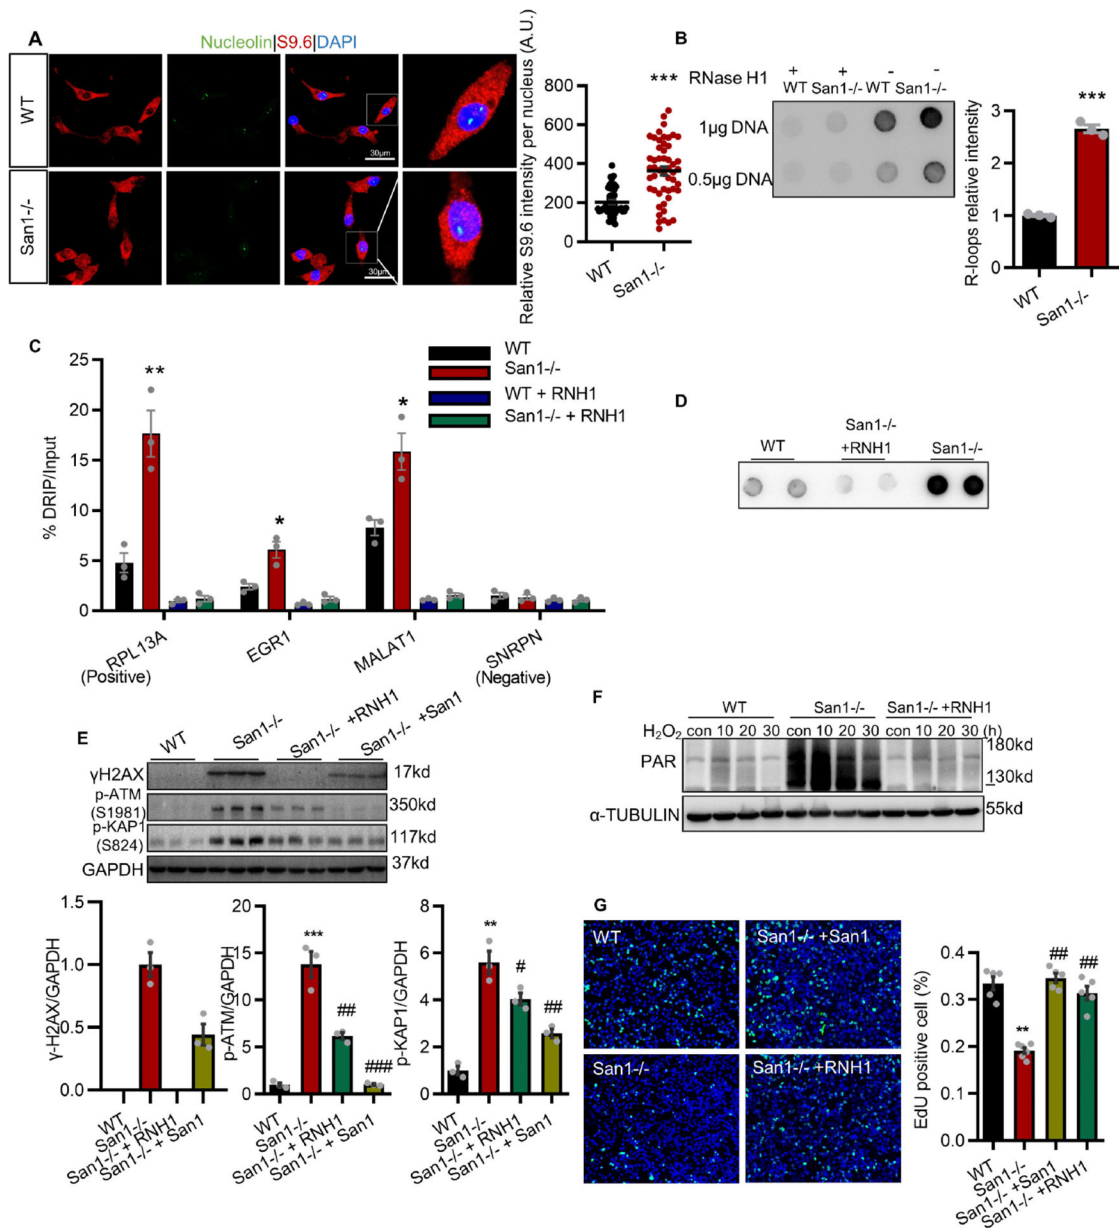 A
Nucleolin|S9.6|DAPI
WT
San1-/-
30µm
30µm
Relative S9.6 intensity per nucleus (A.U.)
800
600
400
200
0
***
WT
San1-/-
B
RNase H1
+ + - -
WT San1-/- WT San1-/-
1µg DNA
0.5µg DNA
R-loops relative intensity
3
2
1
0
***
WT
San1-/-
C
% DRIP/Input
25
20
15
10
5
0
**
*
*
WT
San1-/-
WT + RNH1
San1-/- + RNH1
RPL13A
(Positive)
EGR1
MALAT1
SNRPN
(Negative)
D
WT
San1-/-
+RNH1
San1-/-
E
WT
San1-/-
San1-/- +RNH1
San1-/- +San1
γH2AX
17kd
p-ATM
(S1981)
350kd
p-KAP1
(S824)
117kd
GAPDH
37kd
γ-H2AX/GAPDH
1.5
1.0
0.5
0.0
WT
San1-/-
San1-/- + RNH1
San1-/- + San1
p-ATM/GAPDH
20
15
10
5
0
***
##
###
WT
San1-/-
San1-/- + RNH1
San1-/- + San1
p-KAP1/GAPDH
8
6
4
2
0
**
#
##
WT
San1-/-
San1-/- + RNH1
San1-/- + San1
F
WT
San1-/-
San1-/- +RNH1
H2O2 con 10 20 30 con 10 20 30 con 10 20 30 (h)
PAR
180kd
130kd
α-TUBULIN
55kd
G
WT
San1-/- +San1
San1-/-
San1-/- +RNH1
EdU positive cell (%)
0.4
0.3
0.2
0.1
0.0
**
##
##
WT
San1-/-
San1-/- +San1
San1-/- +RNH1